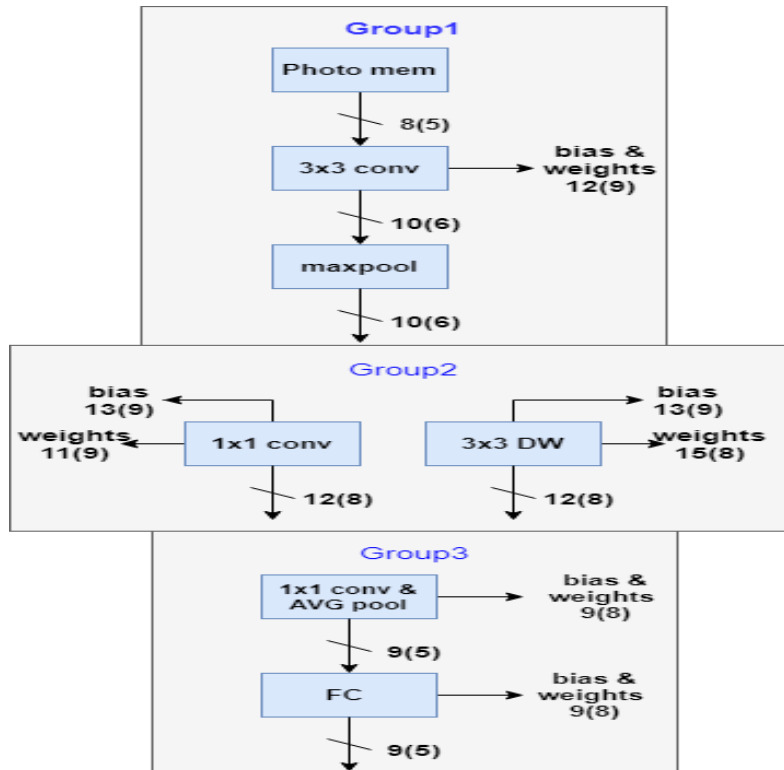 Group1
Photo mem
8(5)
3x3 conv
bias &
weights
12(9)
10(6)
maxpool
10(6)
Group2
bias
13(9)
weights
11(9)
1x1 conv
12(8)
3x3 DW
bias
13(9)
weights
15(8)
12(8)
Group3
1x1 conv &
AVG pool
bias &
weights
9(8)
9(5)
FC
bias &
weights
9(8)
9(5)